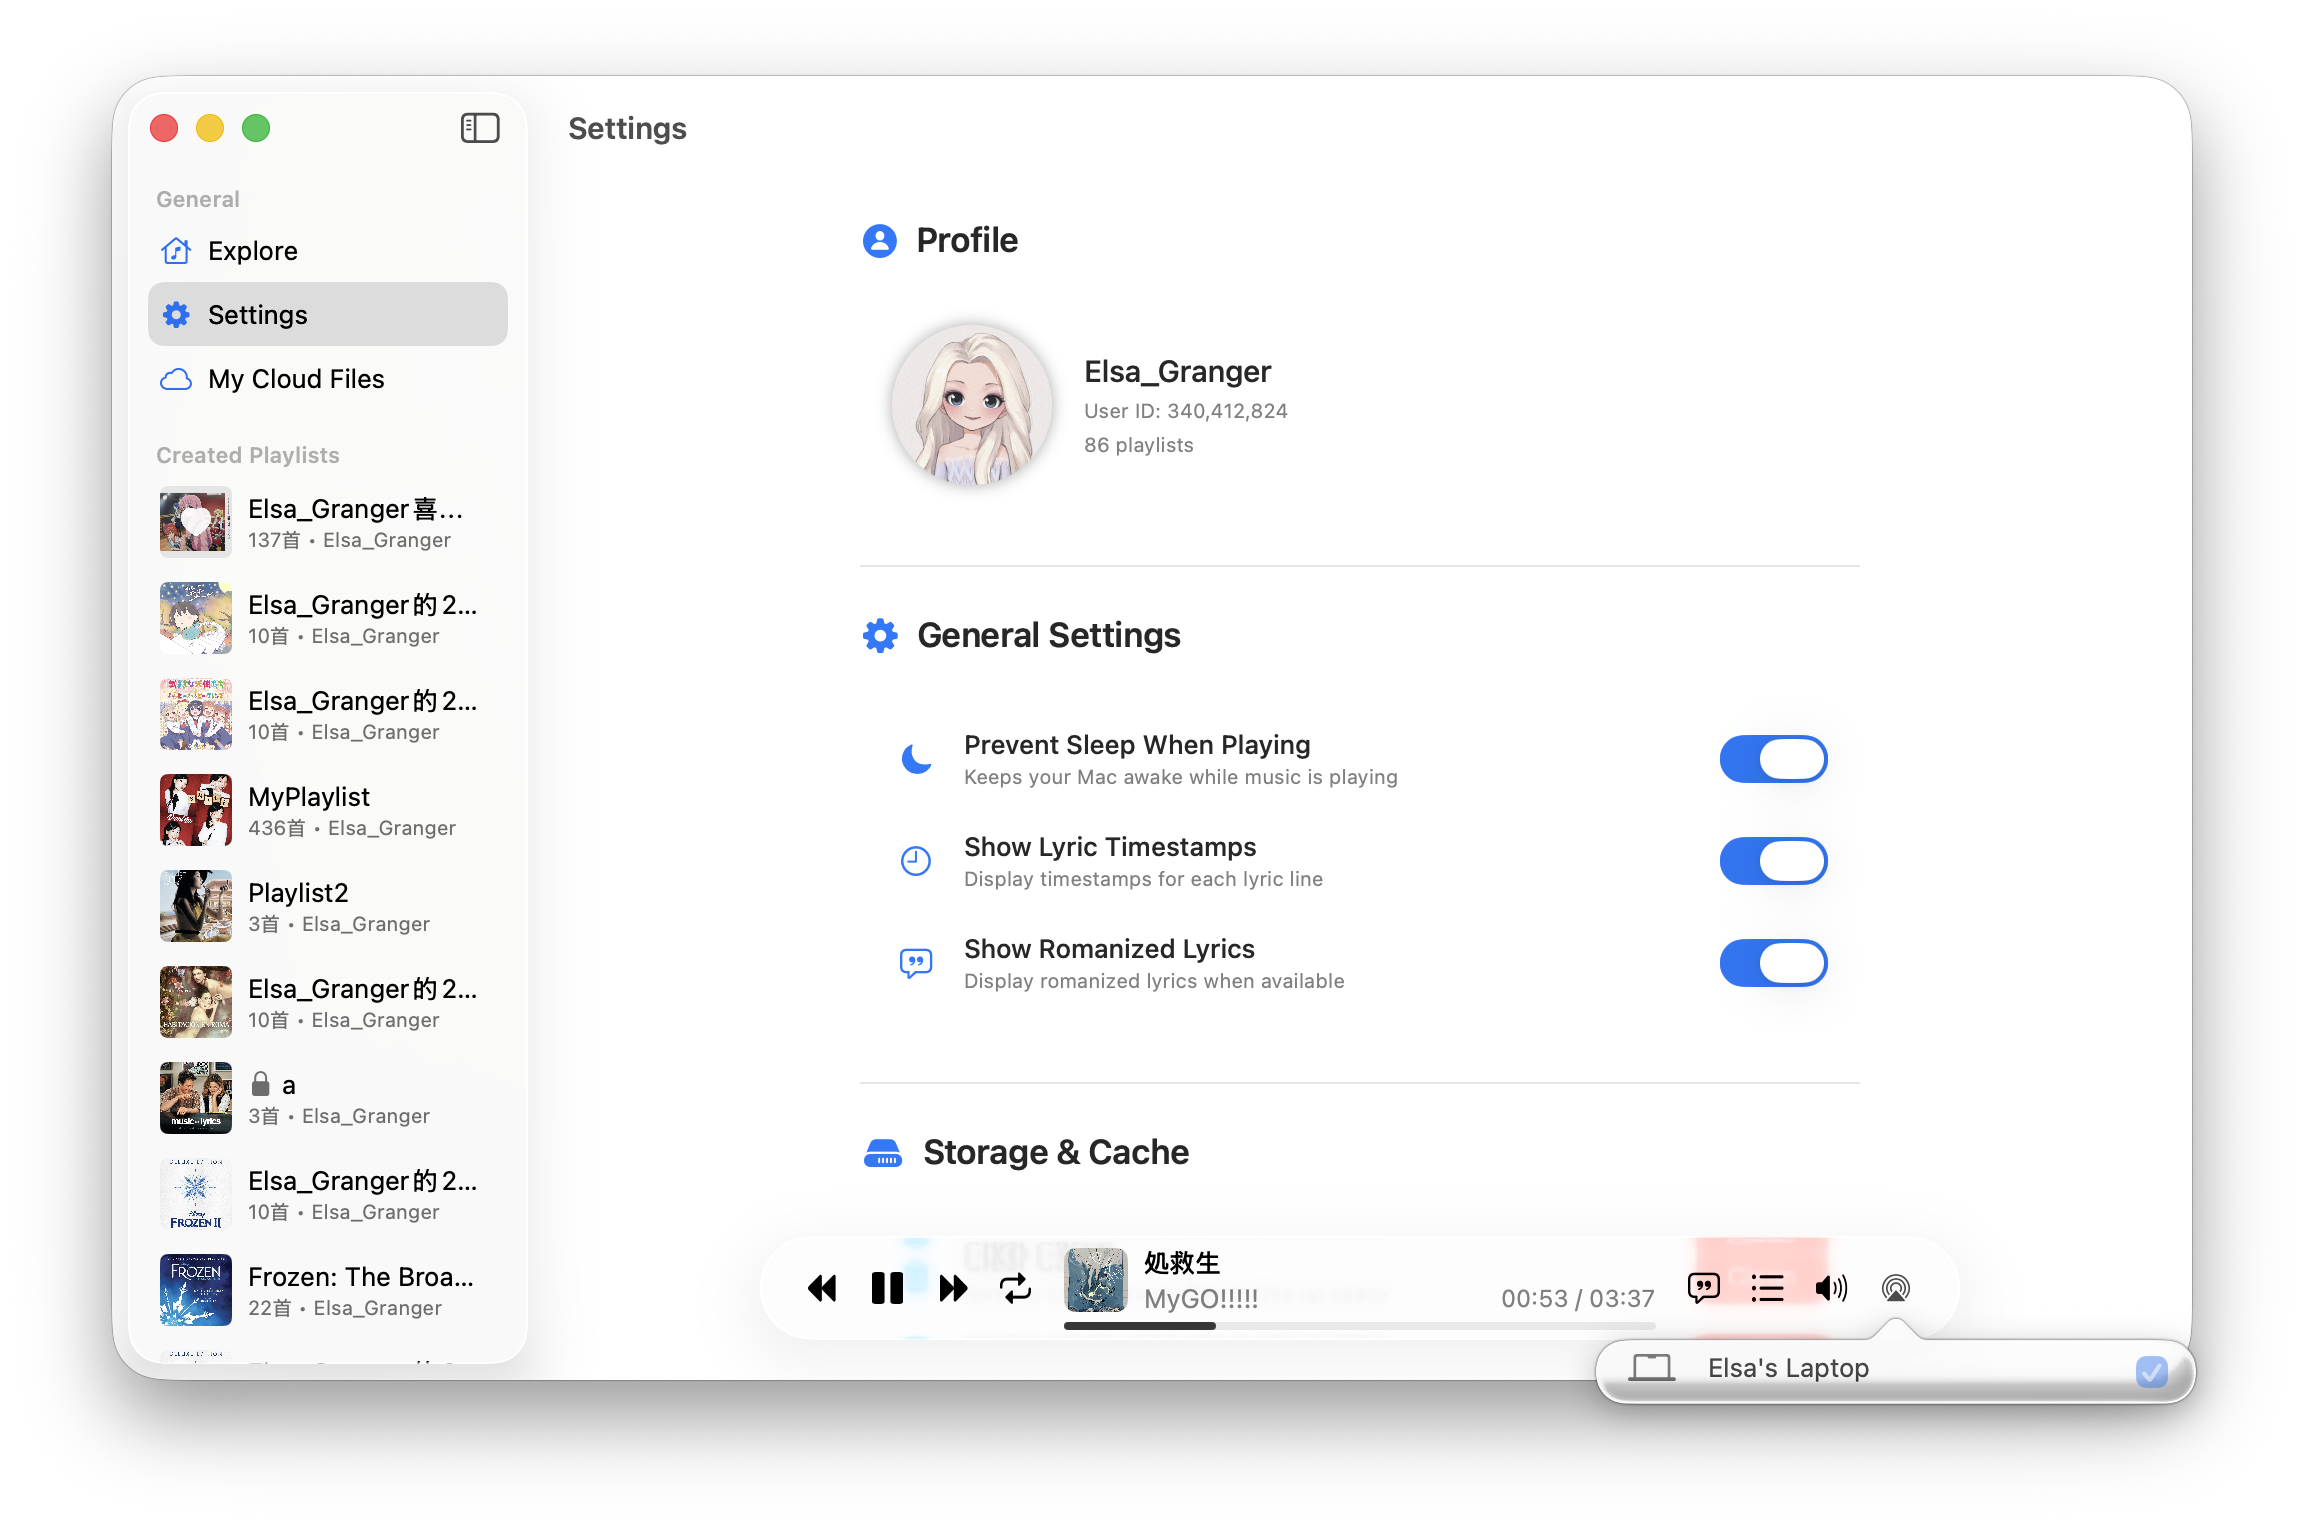 Settings
General
Explore
Settings
My Cloud Files
Created Playlists
Elsa_Granger喜...
137首 • Elsa_Granger
Elsa_Granger的2...
10首 • Elsa_Granger
Elsa_Granger的2...
10首 • Elsa_Granger
MyPlaylist
436首 • Elsa_Granger
Playlist2
3首 • Elsa_Granger
Elsa_Granger的2...
10首 • Elsa_Granger
HABITACIÓN EN ROMA
a
3首 • Elsa_Granger
music and lyrics
Elsa_Granger的2...
10首 • Elsa_Granger
FROZEN II
Frozen: The Broa...
22首 • Elsa_Granger
FROZEN
Profile
Elsa_Granger
User ID: 340,412,824
86 playlists
General Settings
Prevent Sleep When Playing
Keeps your Mac awake while music is playing
Show Lyric Timestamps
Display timestamps for each lyric line
Show Romanized Lyrics
Display romanized lyrics when available
Storage & Cache
処救生
MyGO!!!!!
00:53 / 03:37
Elsa's Laptop